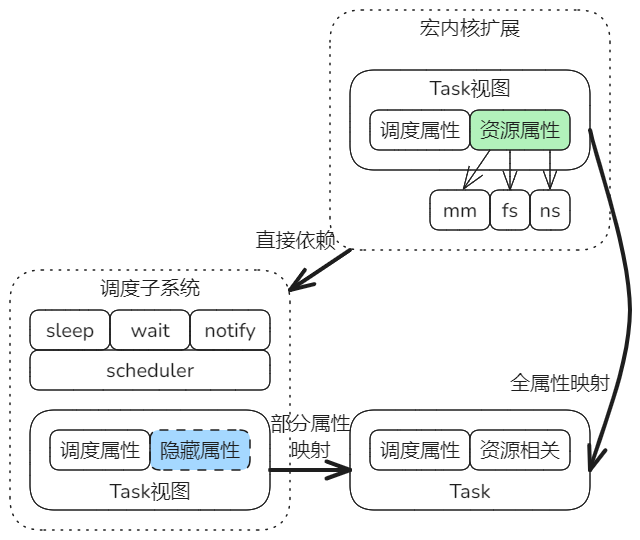 宏内核扩展
Task视图
调度属性 资源属性
mm fs ns
直接依赖
调度子系统
sleep wait notify
scheduler
全属性映射
部分属性
映射
调度属性 隐藏属性
Task视图
调度属性 资源相关
Task